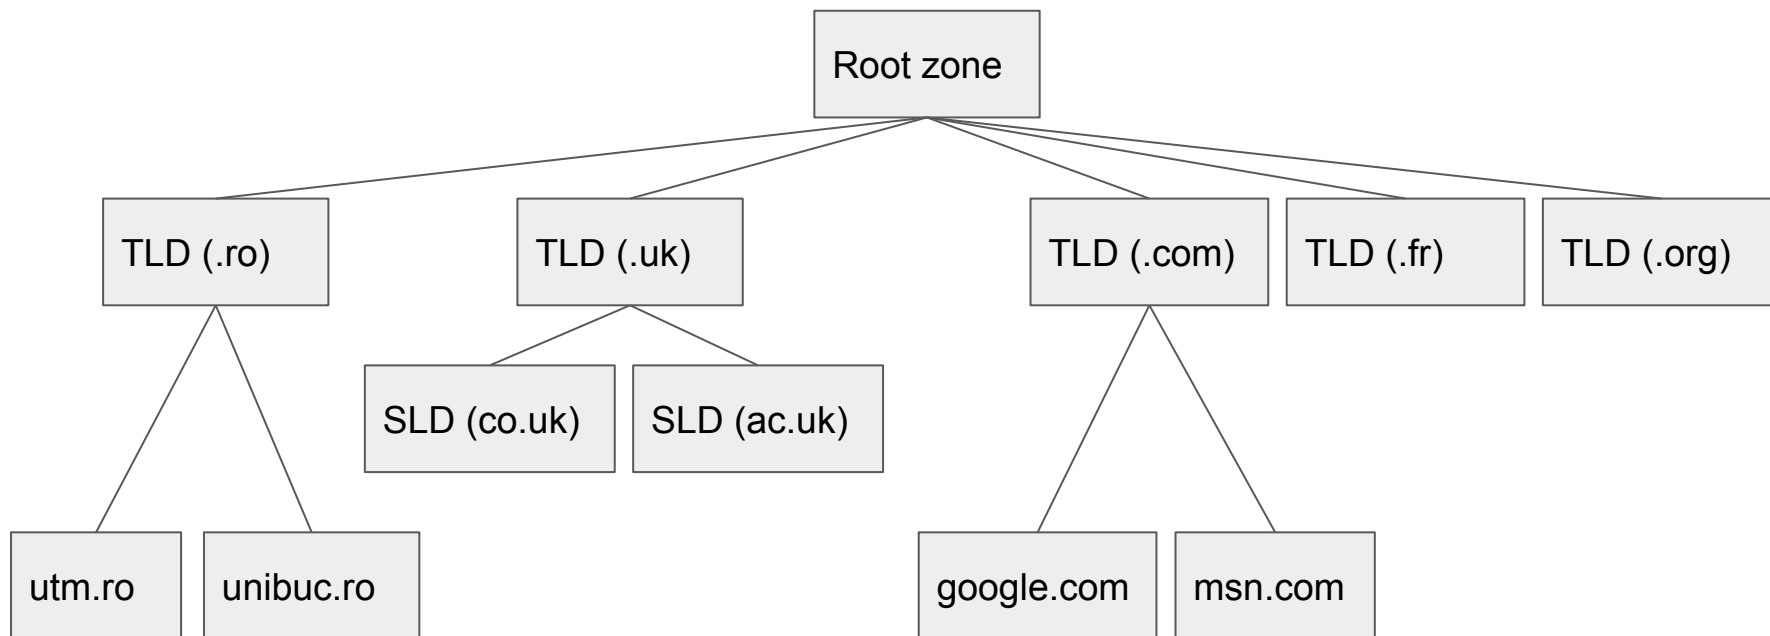 Root zone
TLD (.ro)
TLD (.uk)
TLD (.com)
TLD (.fr)
TLD (.org)
SLD (co.uk)
SLD (ac.uk)
utm.ro
unibuc.ro
google.com
msn.com